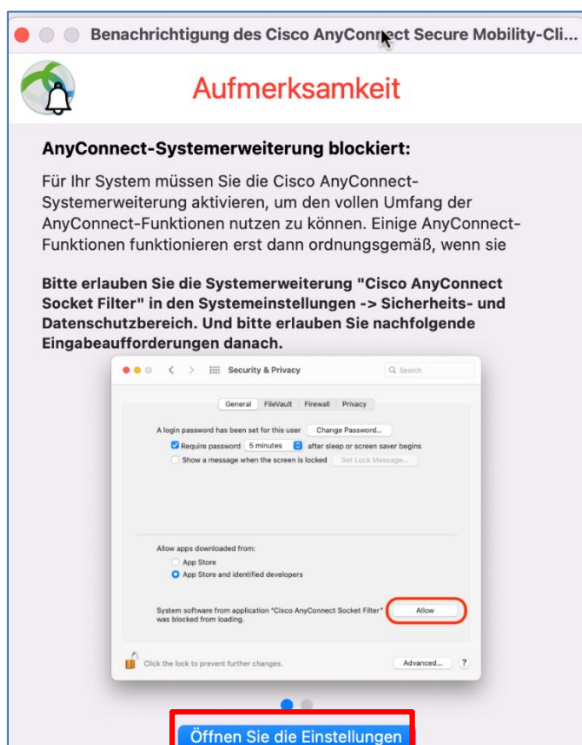 Benachrichtigung des Cisco AnyConnect Secure Mobility-Cli...
Aufmerksamkeit
AnyConnect-Systemerweiterung blockiert:
Für Ihr System müssen Sie die Cisco AnyConnect-
Systemerweiterung aktivieren, um den vollen Umfang der
AnyConnect-Funktionen nutzen zu können. Einige AnyConnect-
Funktionen funktionieren erst dann ordnungsgemäß, wenn sie
Bitte erlauben Sie die Systemerweiterung "Cisco AnyConnect
Socket Filter" in den Systemeinstellungen -> Sicherheits- und
Datenschutzbereich. Und bitte erlauben Sie nachfolgende
Eingabeaufforderungen danach.
Security & Privacy
Search
General FileVault Firewall Privacy
A login password has been set for this user Change Password...
Require password 5 minutes after sleep or screen saver begins
Show a message when the screen is locked Set Lock Message...
Allow apps downloaded from:
App Store
App Store and identified developers
System software from application "Cisco AnyConnect Socket Filter" Allow
was blocked from loading.
Click the lock to prevent further changes. Advanced... ?
Öffnen Sie die Einstellungen